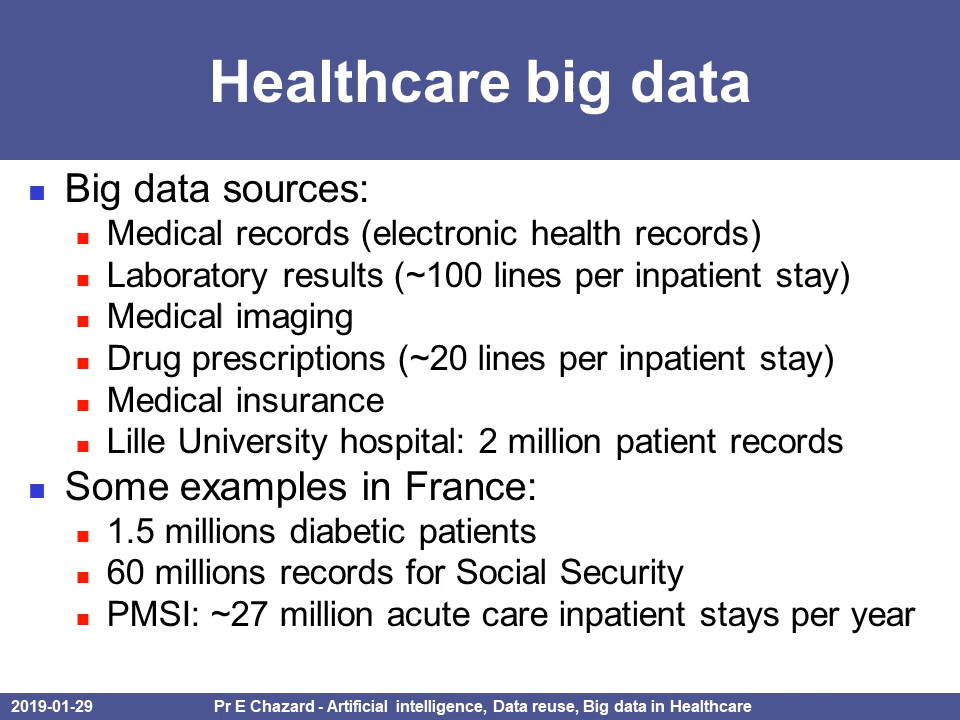 Healthcare big data
Big data sources:
Medical records (electronic health records)
Laboratory results (~100 lines per inpatient stay)
Medical imaging
Drug prescriptions (~20 lines per inpatient stay)
Medical insurance
Lille University hospital: 2 million patient records
Some examples in France:
1.5 millions diabetic patients
60 millions records for Social Security
PMSI: ~27 million acute care inpatient stays per year
2019-01-29 Pr E Chazard - Artificial intelligence, Data reuse, Big data in Healthcare